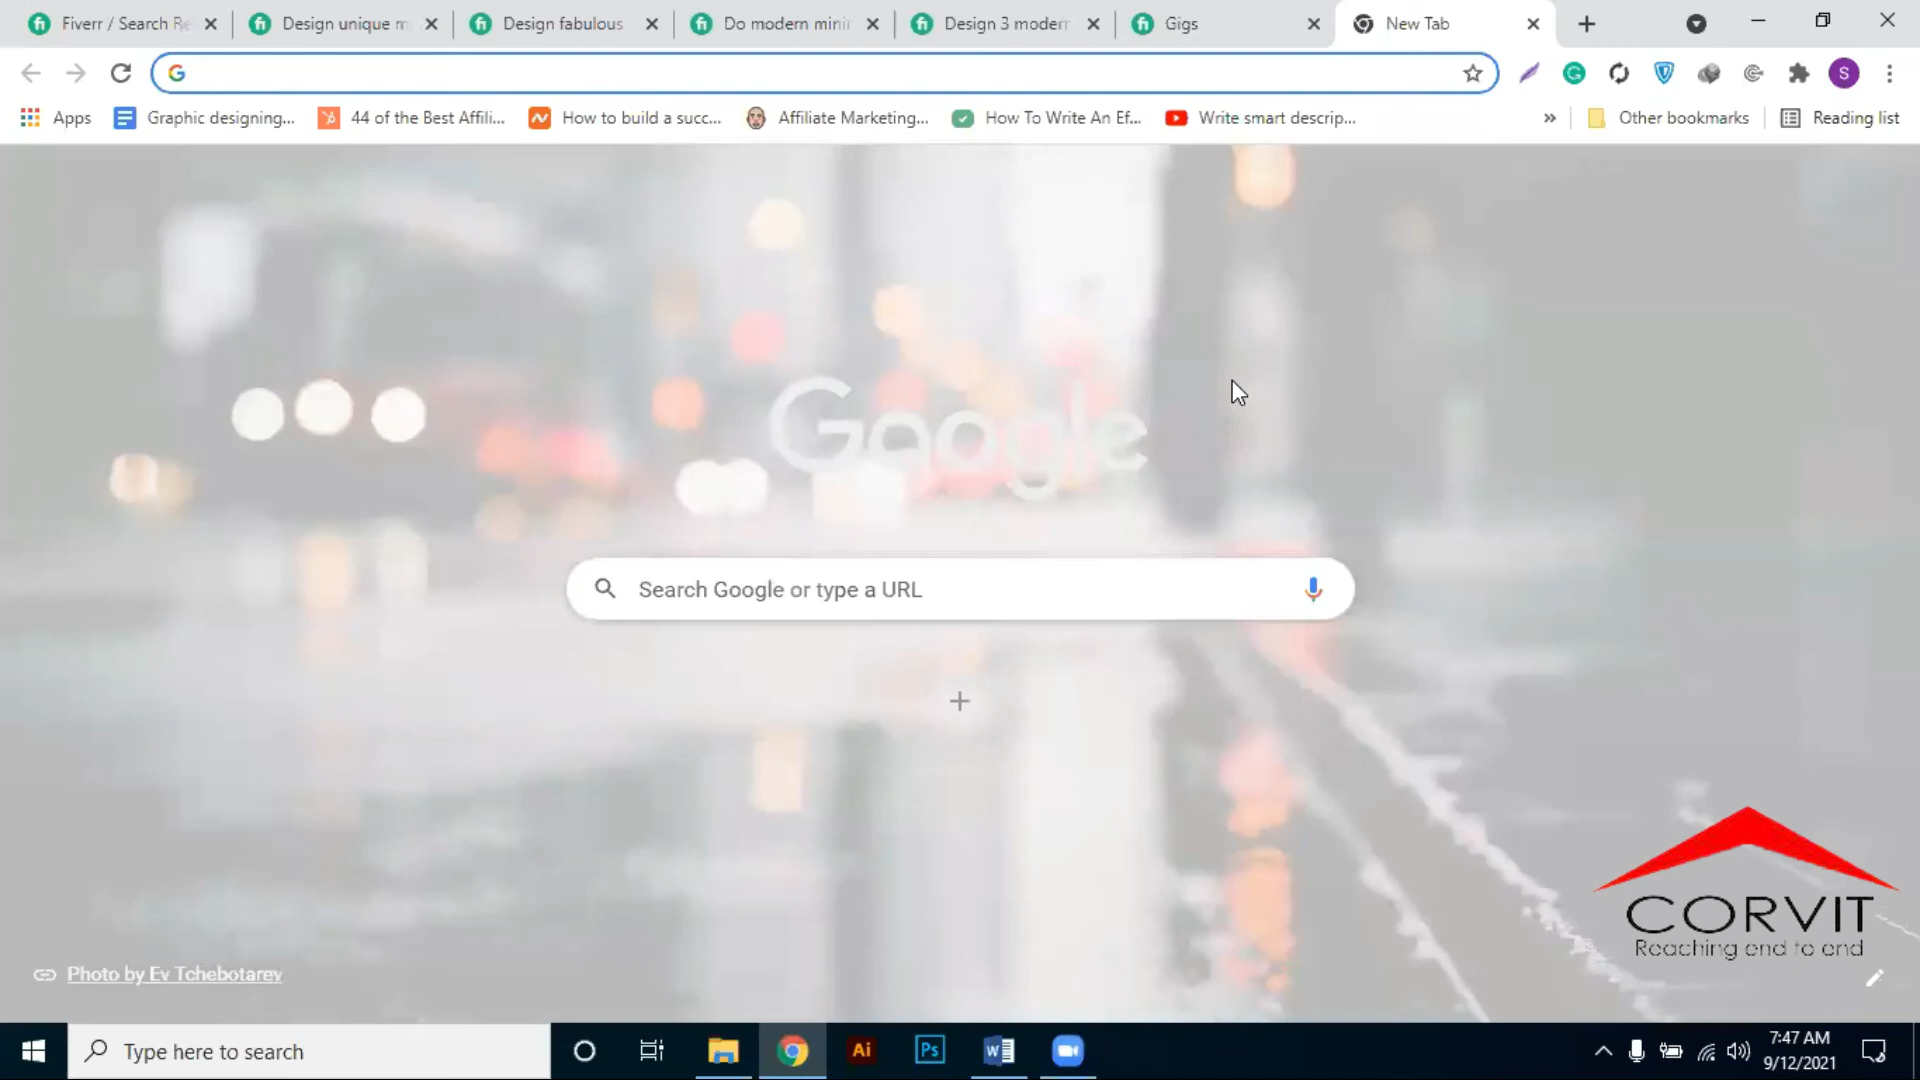 Fiverr / Search Re
Design unique m
Design fabulous
Do modern mini
Design 3 modern
Gigs
New Tab
Apps
Graphic designing...
44 of the Best Affili...
How to build a succ...
Affiliate Marketing...
How To Write An Ef...
Write smart descrip...
Other bookmarks
Reading list
S
Google
Search Google or type a URL
CORVIT
Reaching end to end
Photo by Ev Tchebotarev
Type here to search
Ai
Ps
7:47 AM
9/12/2021